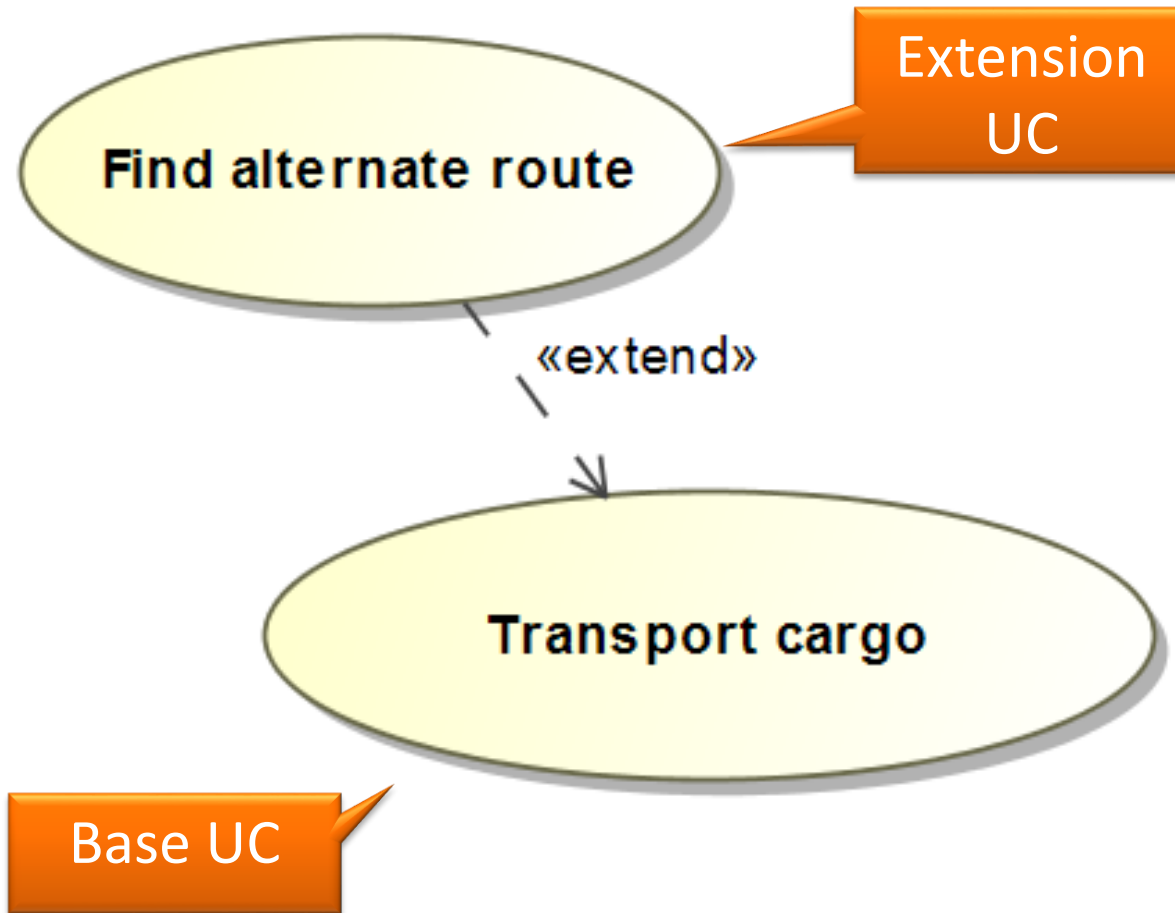 Extension
UC
Find alternate route
«extend»
Transport cargo
Base UC